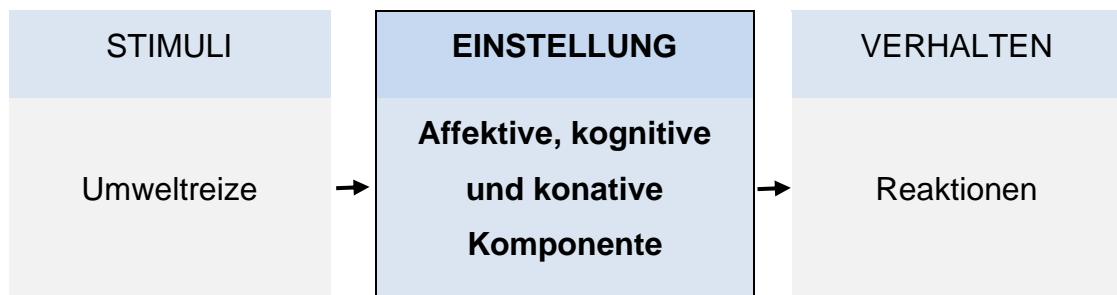 STIMULI
Umweltreize
EINSTELLUNG
Affektive, kognitive
und konative
Komponente
VERHALTEN
Reaktionen